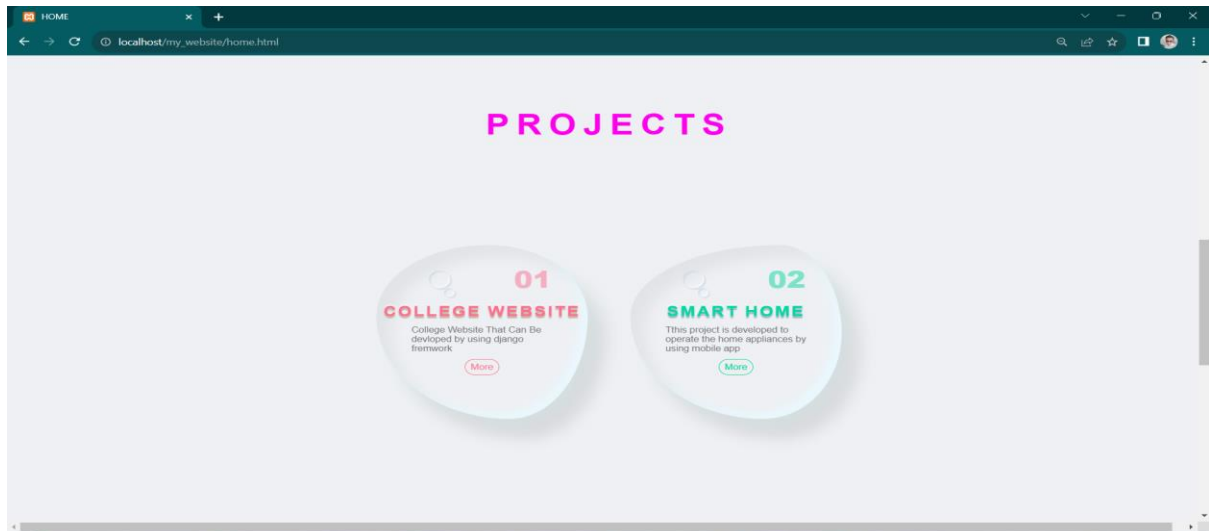 HOME
localhost/my_website/home.html
PROJECTS
01
COLLEGE WEBSITE
College Website That Can Be
devloped by using django
fremwork
More
02
SMART HOME
Tthis project is developed to
operate the home appliances by
using mobile app
More